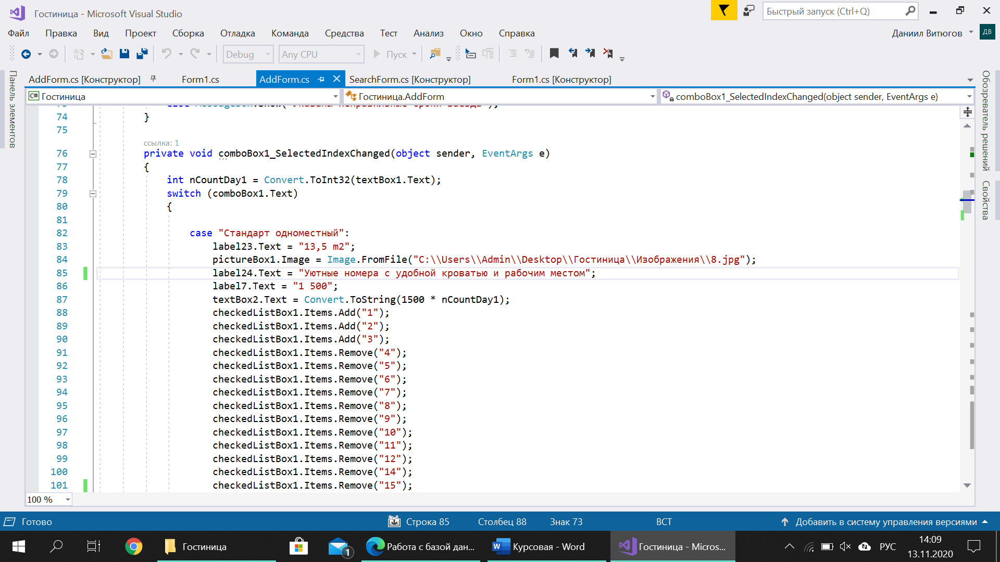 Гостиница - Microsoft Visual Studio
Быстрый запуск (Ctrl+Q)
Файл Правка Вид Проект Сборка Отладка Команда Средства Тест Анализ Окно Справка
Даниил Витюгов ДВ
Debug Any CPU Пуск
Панель элементов
AddForm.cs [Конструктор] Form1.cs AddForm.cs SearchForm.cs [Конструктор] Form1.cs [Конструктор]
C# Гостиница Гостиница.AddForm comboBox1_SelectedIndexChanged(object sender, EventArgs e)
Обозреватель решений
Свойства
74 }
75
ссылка: 1
76 private void comboBox1_SelectedIndexChanged(object sender, EventArgs e)
77 {
78 int nCountDay1 = Convert.ToInt32(textBox1.Text);
79 switch (comboBox1.Text)
80 {
81
82 case "Стандарт одноместный":
83 label23.Text = "13,5 m2";
84 pictureBox1.Image = Image.FromFile("C:\\Users\\Admin\\Desktop\\Гостиница\\Изображения\\8.jpg");
85 label24.Text = "Уютные номера с удобной кроватью и рабочим местом";
86 label7.Text = "1 500";
87 textBox2.Text = Convert.ToString(1500 * nCountDay1);
88 checkedListBox1.Items.Add("1");
89 checkedListBox1.Items.Add("2");
90 checkedListBox1.Items.Add("3");
91 checkedListBox1.Items.Remove("4");
92 checkedListBox1.Items.Remove("5");
93 checkedListBox1.Items.Remove("6");
94 checkedListBox1.Items.Remove("7");
95 checkedListBox1.Items.Remove("8");
96 checkedListBox1.Items.Remove("9");
97 checkedListBox1.Items.Remove("10");
98 checkedListBox1.Items.Remove("11");
99 checkedListBox1.Items.Remove("12");
100 checkedListBox1.Items.Remove("14");
101 checkedListBox1.Items.Remove("15");
100 %
Готово Строка 85 Столбец 88 Знак 73 ВСТ Добавить в систему управления версиями
Гостиница 1 Работа с базой дан... Курсовая - Word Гостиница - Micros... РУС 14:09
13.11.2020